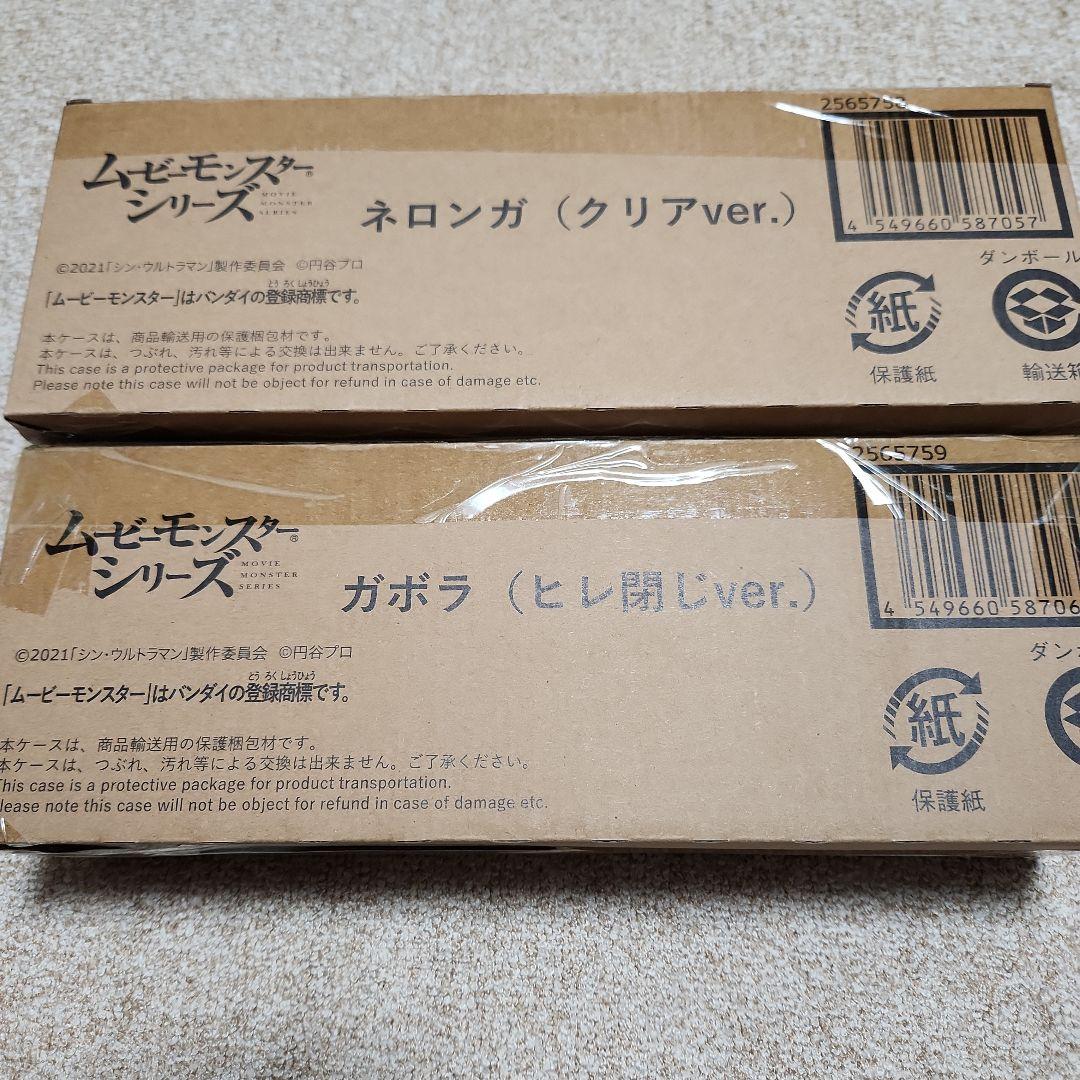 2565758
ムービーモンスター®
シリーズ
MOVIE
MONSTER
SERIES
ネロンガ（クリアver.）
4 549660 587057
©2021「シン・ウルトラマン」製作委員会 ©円谷プロ
とうろくしょうひょう
「ムービーモンスター」はバンダイの登録商標です。
本ケースは、商品輸送用の保護梱包材です。
本ケースは、つぶれ、汚れ等による交換は出来ません。ご了承ください。
This case is a protective package for product transportation.
Please note this case will not be object for refund in case of damage etc.
ダンボール
紙
保護紙
輸送箱
2565759
ムービーモンスター®
シリーズ
MOVIE
MONSTER
SERIES
ガボラ（ヒレ閉じver.）
4 549660 58706
©2021「シン・ウルトラマン」製作委員会 ©円谷プロ
とうろくしょうひょう
「ムービーモンスター」はバンダイの登録商標です。
本ケースは、商品輸送用の保護梱包材です。
本ケースは、つぶれ、汚れ等による交換は出来ません。ご了承ください。
This case is a protective package for product transportation.
lease note this case will not be object for refund in case of damage etc.
ダン
紙
保護紙